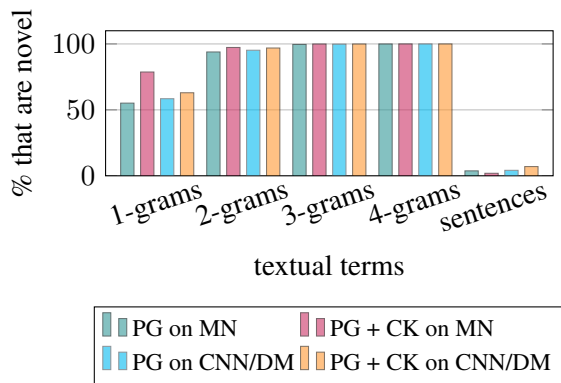 % that are novel
100
50
0
1-grams
2-grams
3-grams
4-grams
sentences
textual terms
PG on MN
PG + CK on MN
PG on CNN/DM
PG + CK on CNN/DM